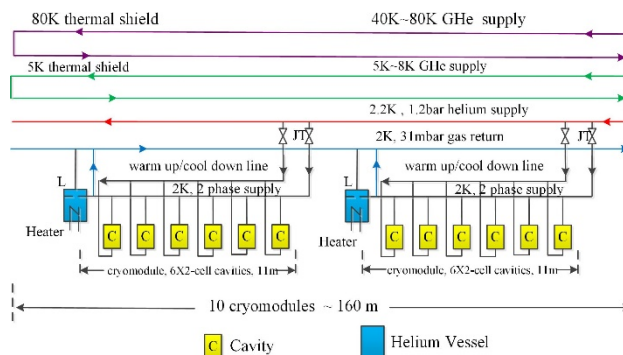 80K thermal shield 40K~80K GHe supply
5K thermal shield 5K~8K GHe supply
2.2K , 1.2bar helium supply
JT 2K, 31mbar gas return JT
warm up/cool down line warm up/cool down line
L 2K, 2 phase supply L 2K, 2 phase supply
Heater C C C C C C Heater C C C C C C
cryomodule, 6X2-cell cavities, 11m cryomodule, 6X2-cell cavities, 11m
10 cryomodules ~ 160 m
C Cavity Helium Vessel